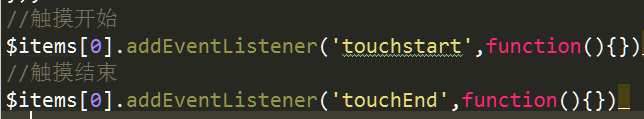 //触摸开始
$items[0].addEventListener('touchstart',function(){})
//触摸结束
$items[0].addEventListener('touchEnd',function(){})